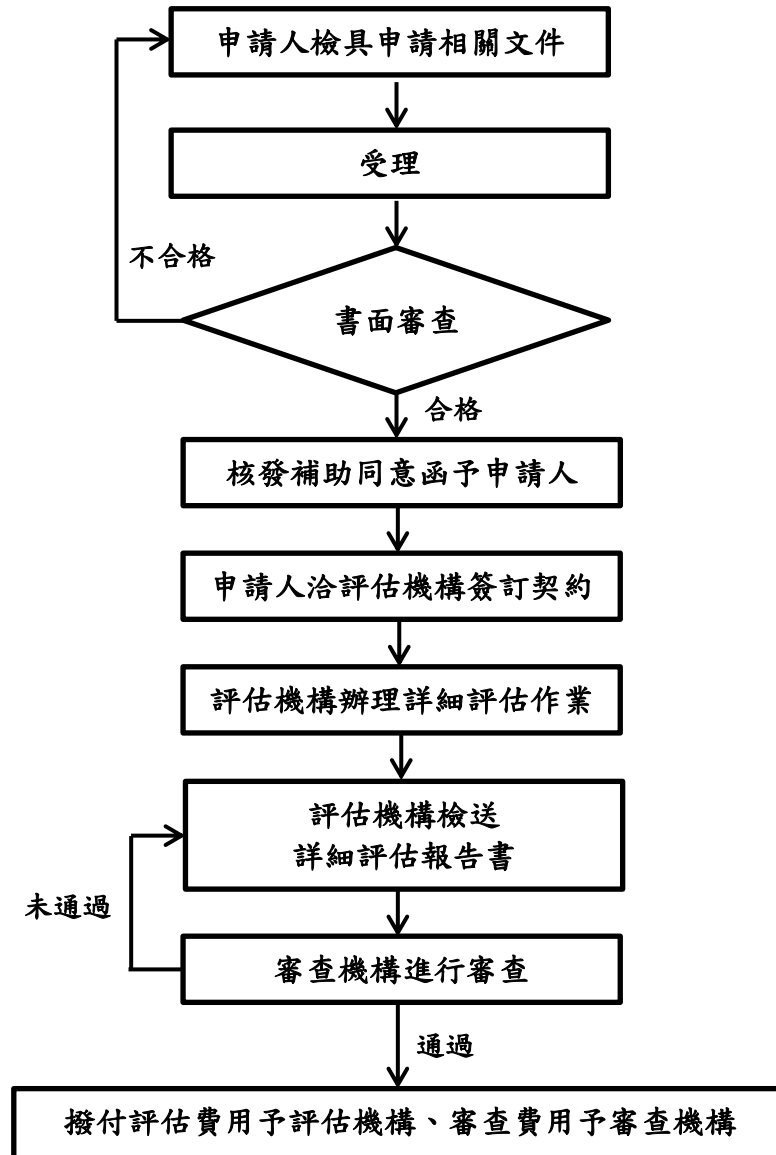 申請人檢具申請相關文件
受理
不合格
書面審查
合格
核發補助同意函予申請人
申請人洽評估機構簽訂契約
評估機構辦理詳細評估作業
評估機構檢送
詳細評估報告書
未通過
審查機構進行審查
通過
撥付評估費用予評估機構、審查費用予審查機構